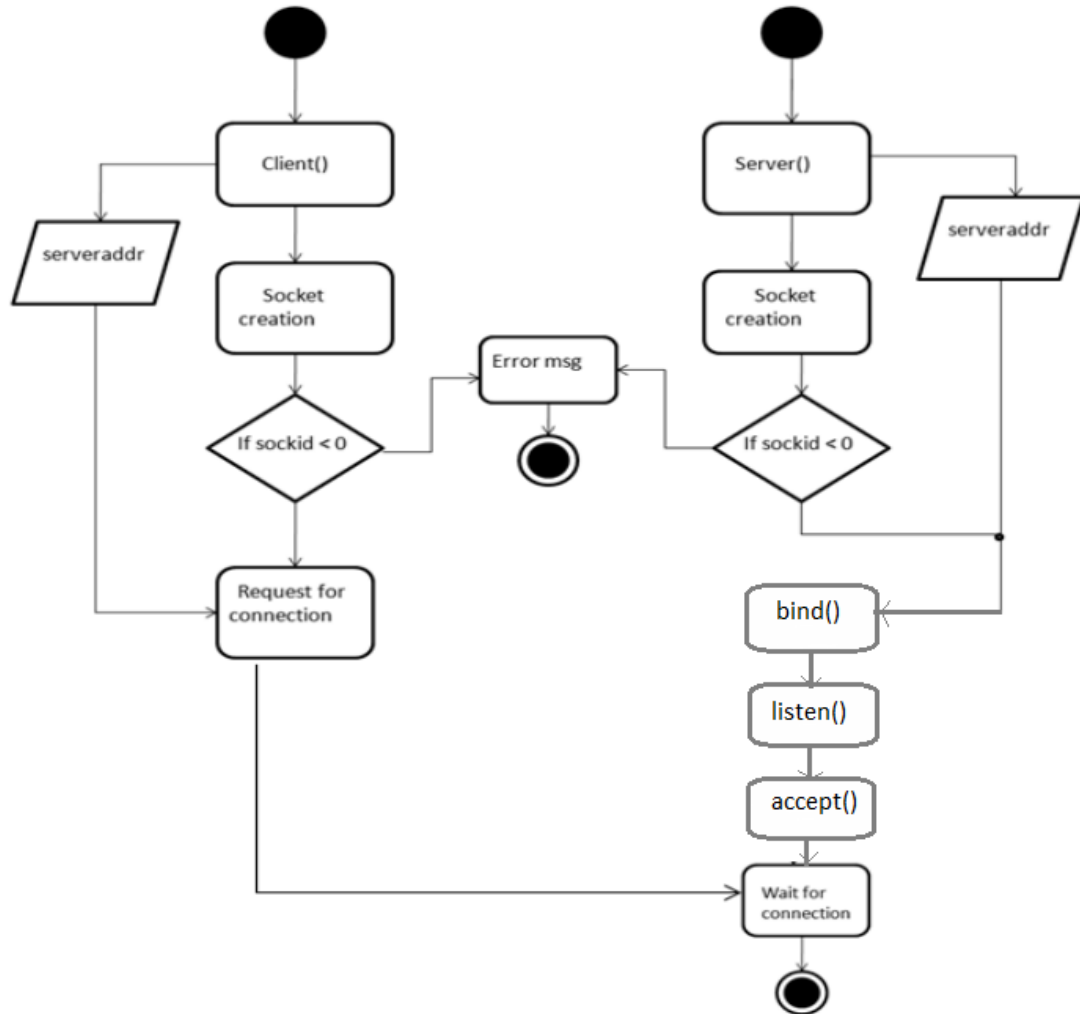 Client()
Server()
serveraddr
serveraddr
Socket
creation
Socket
creation
Error msg
If sockid < 0
If sockid < 0
Request for
connection
bind()
listen()
accept()
Wait for
connection